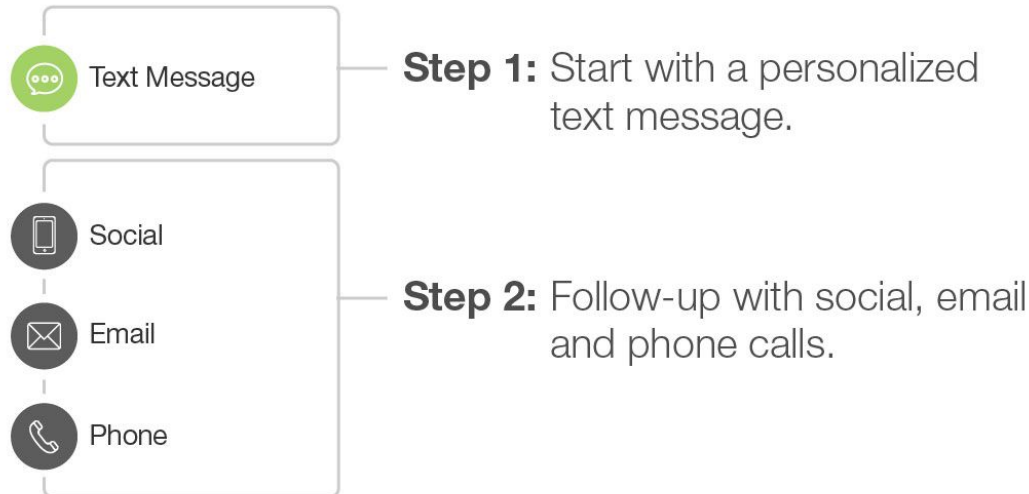 Text Message
Step 1: Start with a personalized
text message.
Social
Email
Phone
Step 2: Follow-up with social, email
and phone calls.